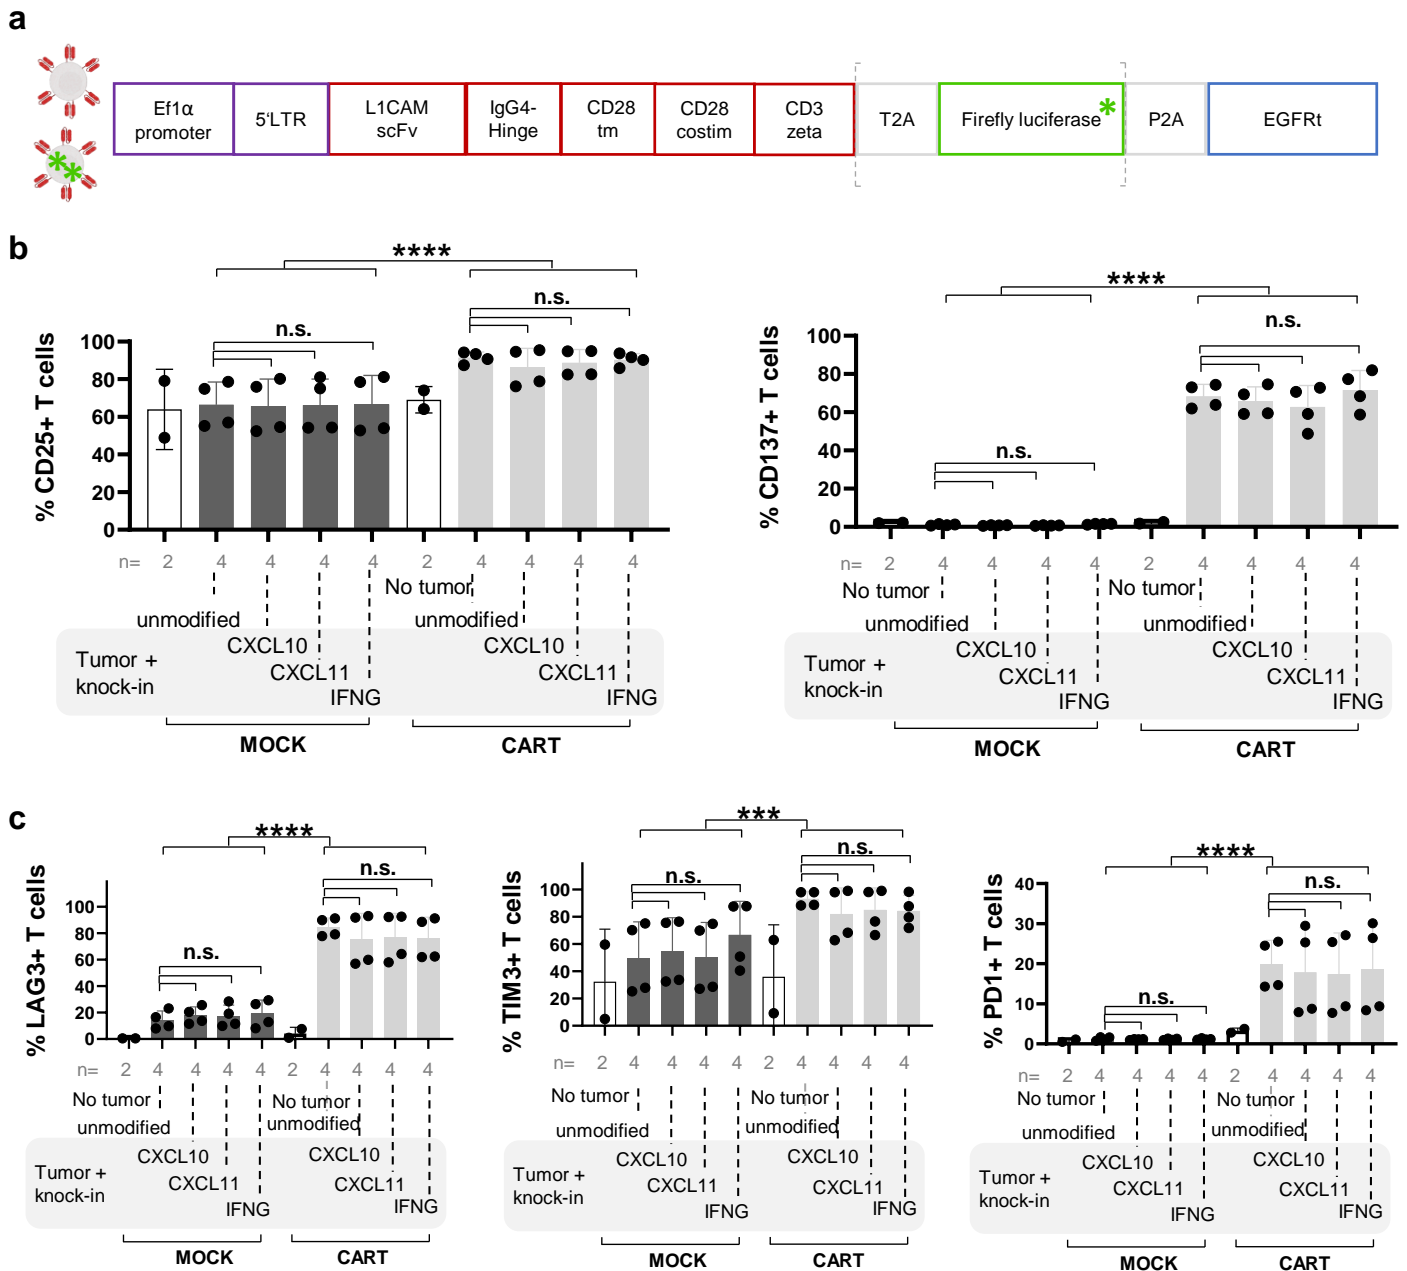 a
Ef1α promoter
5'LTR
L1CAM scFv
IgG4-Hinge
CD28 tm
CD28 costim
CD3 zeta
T2A
Firefly luciferase*
P2A
EGFRt
b
****
n.s.
n.s.
% CD25+ T cells
100
80
60
40
20
0
n= 2 4 4 4 4 2 4 4 4 4
No tumor
unmodified
unmodified
CXCL10
CXCL10
CXCL11
CXCL11
IFNG
IFNG
Tumor +
knock-in
MOCK
CART
****
n.s.
n.s.
% CD137+ T cells
100
80
60
40
20
0
n= 2 4 4 4 4 2 4 4 4 4
No tumor
No tumor
unmodified
unmodified
CXCL10
CXCL10
CXCL11
CXCL11
IFNG
IFNG
Tumor +
knock-in
MOCK
CART
c
****
n.s.
n.s.
% LAG3+ T cells
100
80
60
40
20
0
n= 2 4 4 4 4 2 4 4 4 4
No tumor
No tumor
unmodified
unmodified
CXCL10
CXCL10
CXCL11
CXCL11
IFNG
IFNG
Tumor +
knock-in
MOCK
CART
***
n.s.
n.s.
% TIM3+ T cells
100
80
60
40
20
0
n= 2 4 4 4 4 2 4 4 4 4
No tumor
No tumor
unmodified
unmodified
CXCL10
CXCL10
CXCL11
CXCL11
IFNG
IFNG
Tumor +
knock-in
MOCK
CART
****
n.s.
n.s.
% PD1+ T cells
40
30
20
10
0
n= 2 4 4 4 4 2 4 4 4 4
No tumor
No tumor
unmodified
unmodified
CXCL10
CXCL10
CXCL11
CXCL11
IFNG
IFNG
Tumor +
knock-in
MOCK
CART